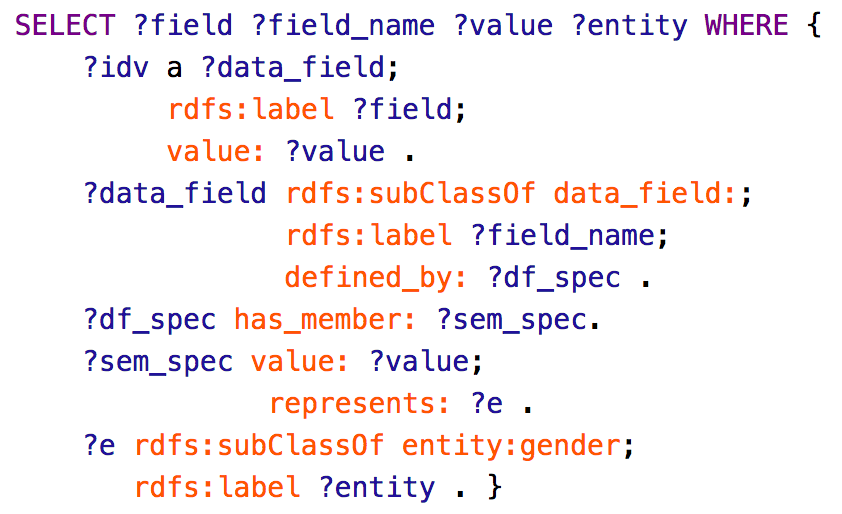 SELECT ?field ?field_name ?value ?entity WHERE {
?idv a ?data_field;
rdfs:label ?field;
value: ?value .
?data_field rdfs:subClassOf data_field:;
rdfs:label ?field_name;
defined_by: ?df_spec .
?df_spec has_member: ?sem_spec.
?sem_spec value: ?value;
represents: ?e .
?e rdfs:subClassOf entity:gender;
rdfs:label ?entity . }